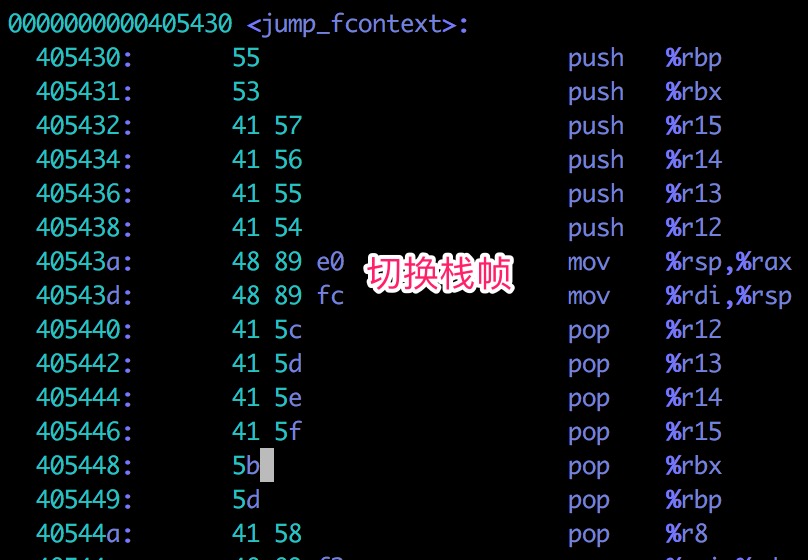 0000000000405430 <jump_fcontext>:
405430: 55 push %rbp
405431: 53 push %rbx
405432: 41 57 push %r15
405434: 41 56 push %r14
405436: 41 55 push %r13
405438: 41 54 push %r12
40543a: 48 89 e0 mov %rsp,%rax
切换栈帧
40543d: 48 89 fc mov %rdi,%rsp
405440: 41 5c pop %r12
405442: 41 5d pop %r13
405444: 41 5e pop %r14
405446: 41 5f pop %r15
405448: 5b pop %rbx
405449: 5d pop %rbp
40544a: 41 58 pop %r8